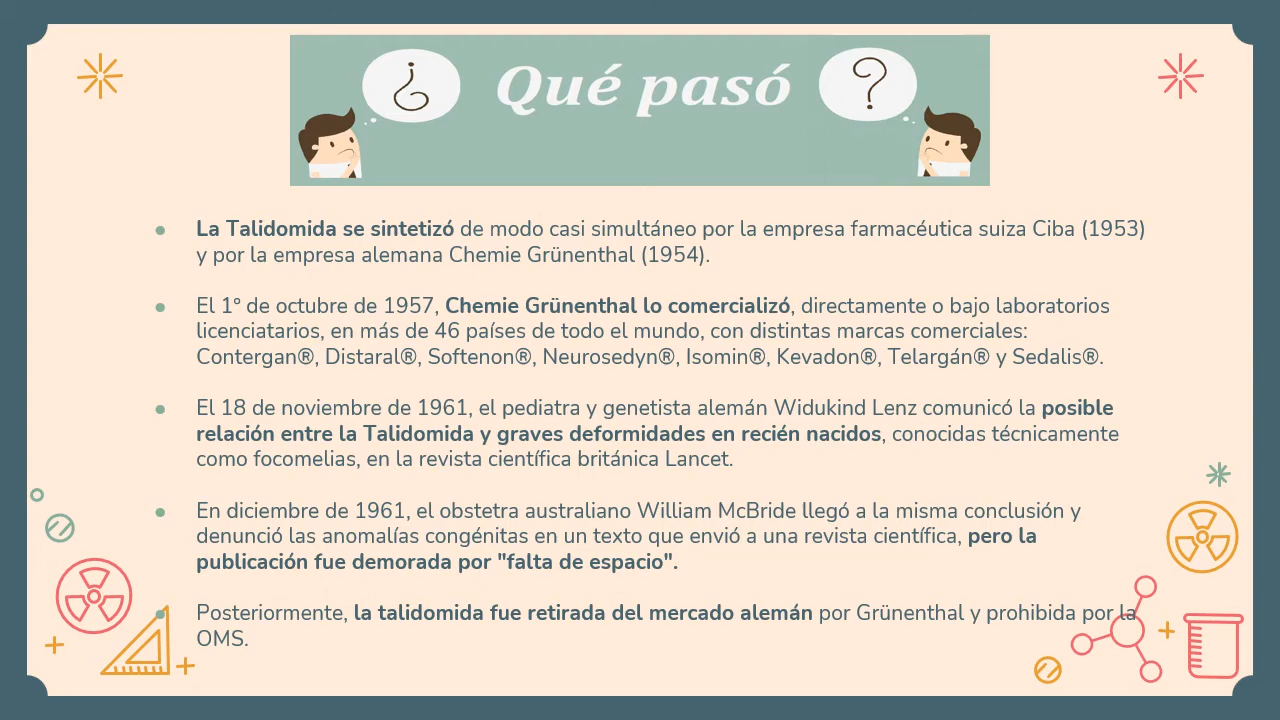 ¿ Qué pasó ?
La Talidomida se sintetizó de modo casi simultáneo por la empresa farmacéutica suiza Ciba (1953)
y por la empresa alemana Chemie Grünenthal (1954).
El 1° de octubre de 1957, Chemie Grünenthal lo comercializó, directamente o bajo laboratorios
licenciatarios, en más de 46 países de todo el mundo, con distintas marcas comerciales:
Contergan®, Distaral®, Softenon®, Neurosedyn®, Isomin®, Kevadon®, Telargán® y Sedalis®.
El 18 de noviembre de 1961, el pediatra y genetista alemán Widukind Lenz comunicó la posible
relación entre la Talidomida y graves deformidades en recién nacidos, conocidas técnicamente
como focomelias, en la revista científica británica Lancet.
En diciembre de 1961, el obstetra australiano William McBride llegó a la misma conclusión y
denunció las anomalías congénitas en un texto que envió a una revista científica, pero la
publicación fue demorada por "falta de espacio".
Posteriormente, la talidomida fue retirada del mercado alemán por Grünenthal y prohibida por la
OMS.